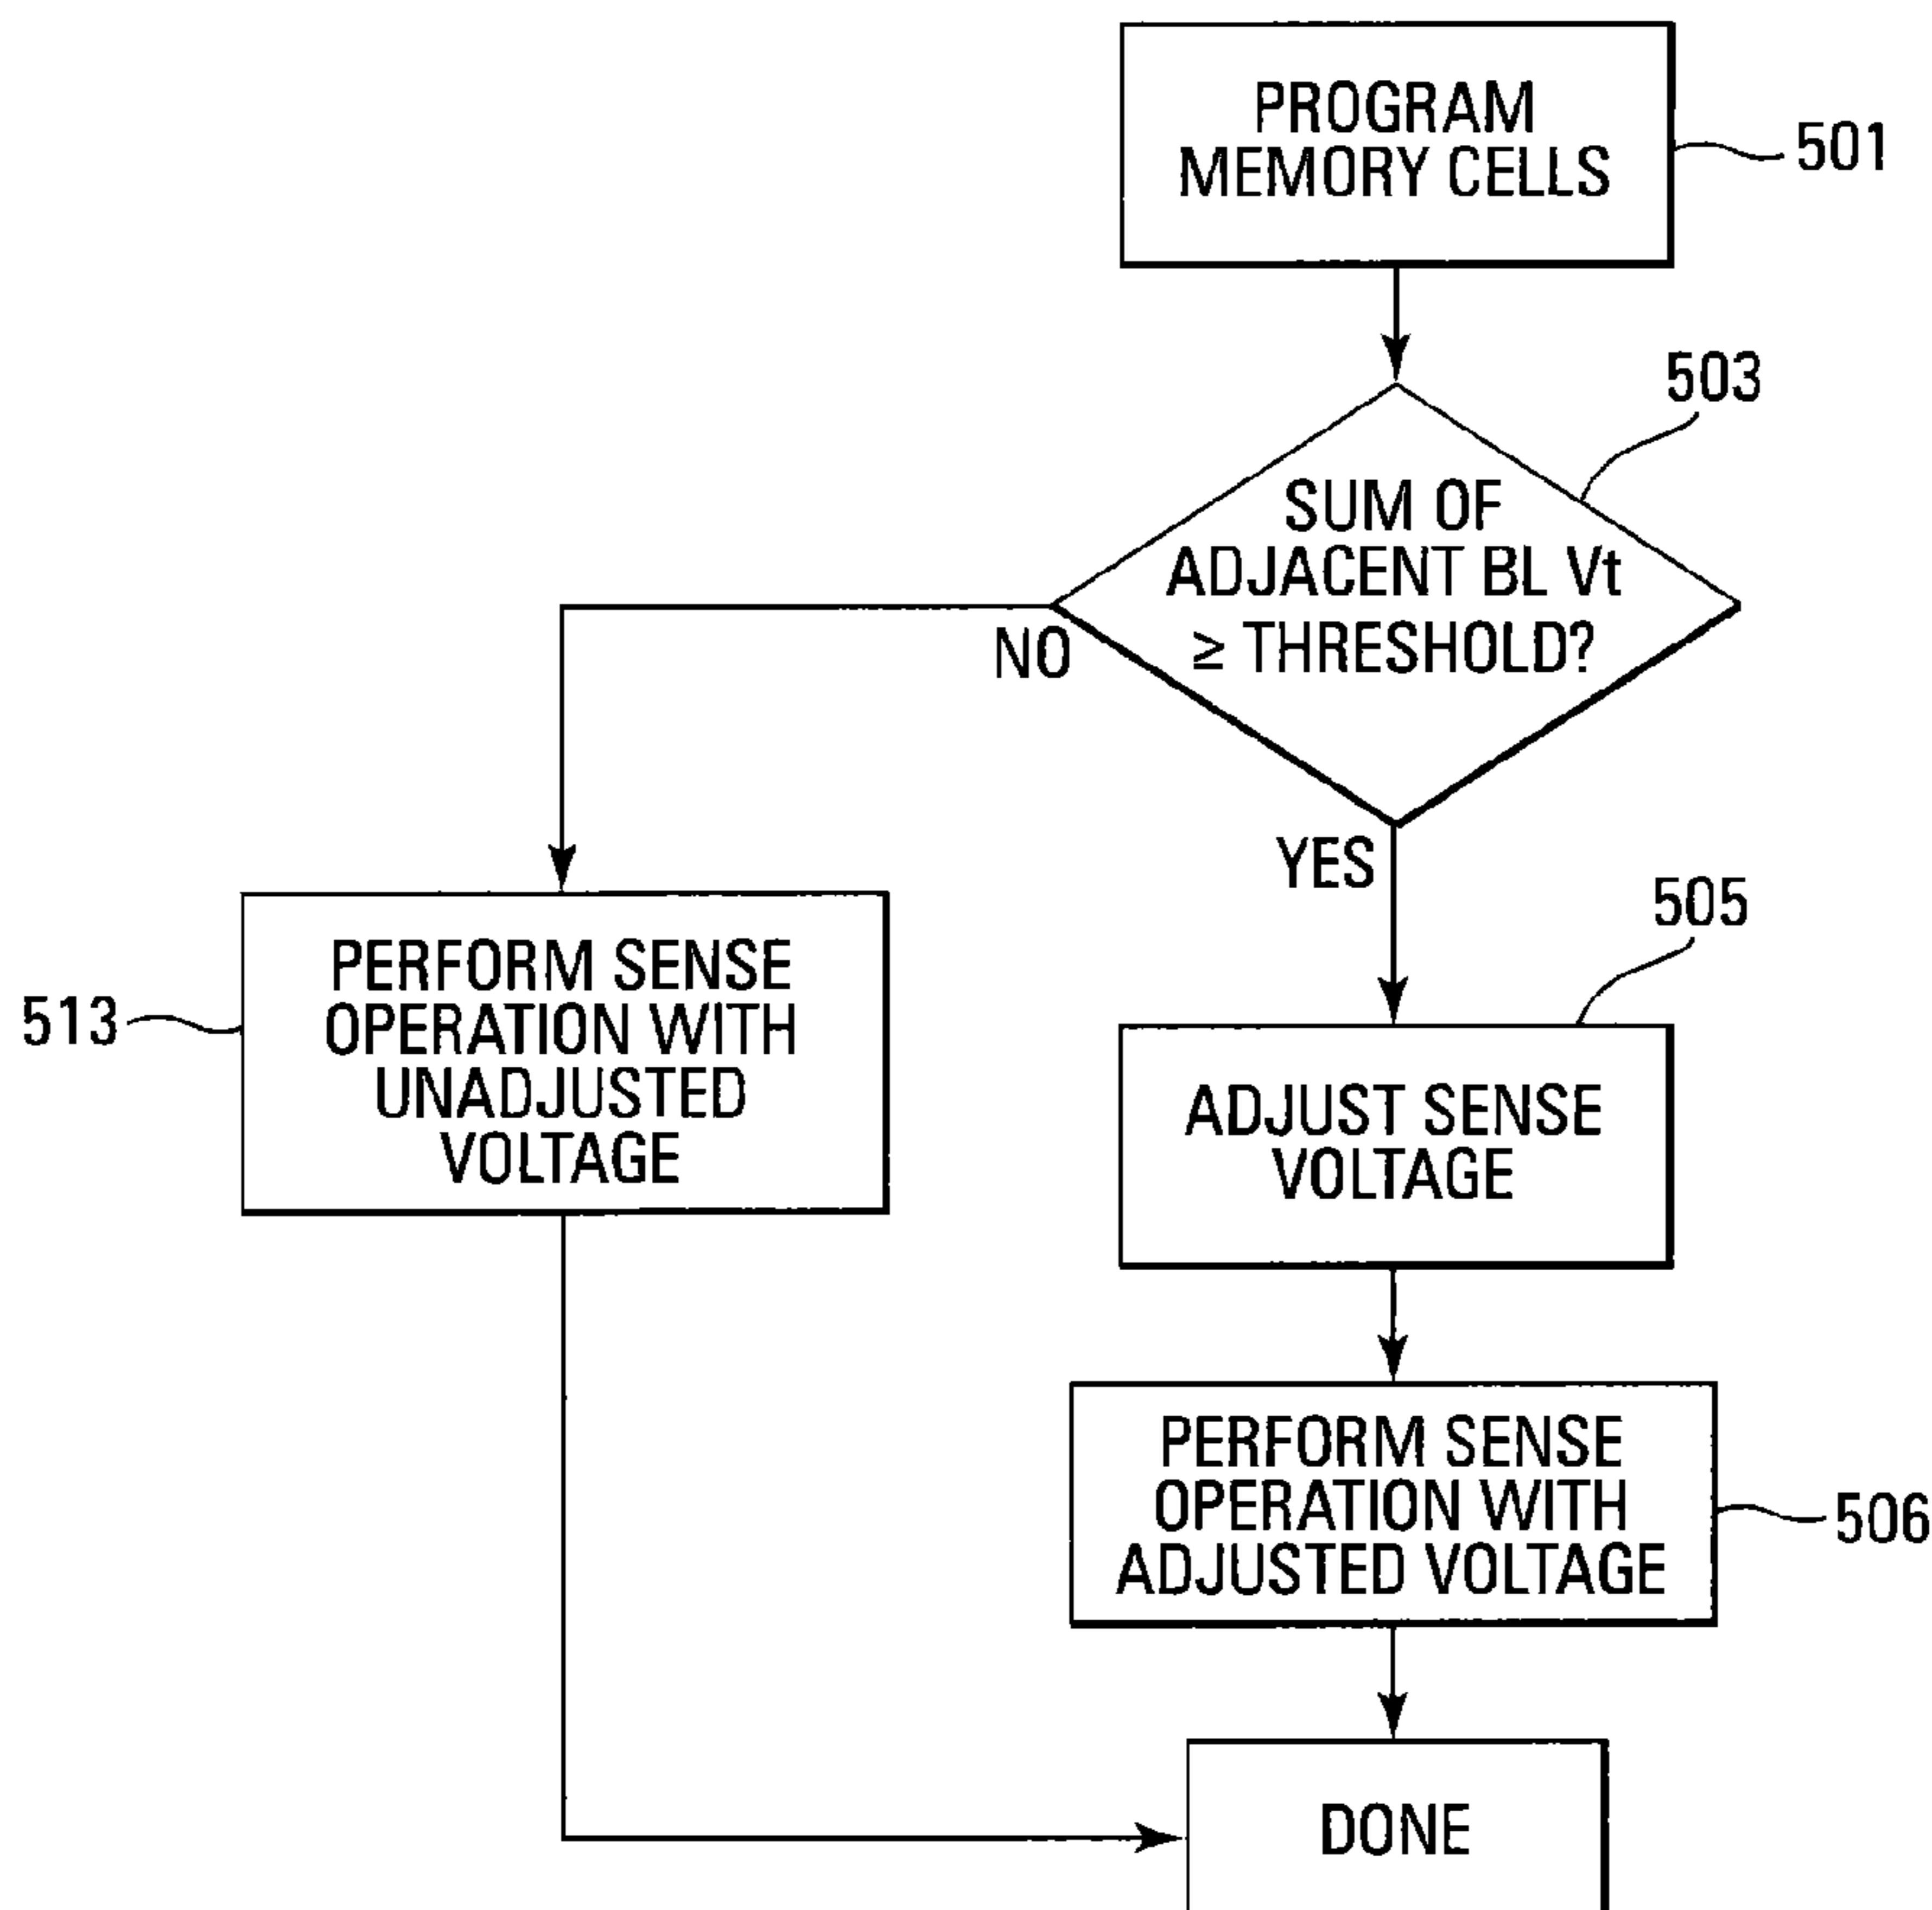 PROGRAM
MEMORY CELLS
501
503
SUM OF
ADJACENT BL Vt
≥ THRESHOLD?
NO
YES
505
513
PERFORM SENSE
OPERATION WITH
UNADJUSTED
VOLTAGE
ADJUST SENSE
VOLTAGE
PERFORM SENSE
OPERATION WITH
ADJUSTED VOLTAGE
506
DONE